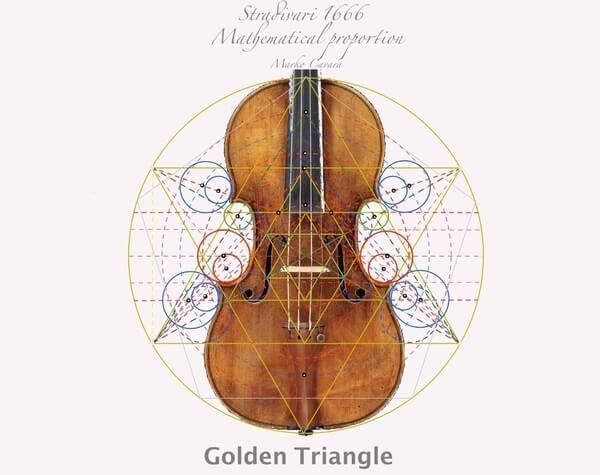 Stradivari 1666
Mathematical proportion
Marko Cavara
Golden Triangle